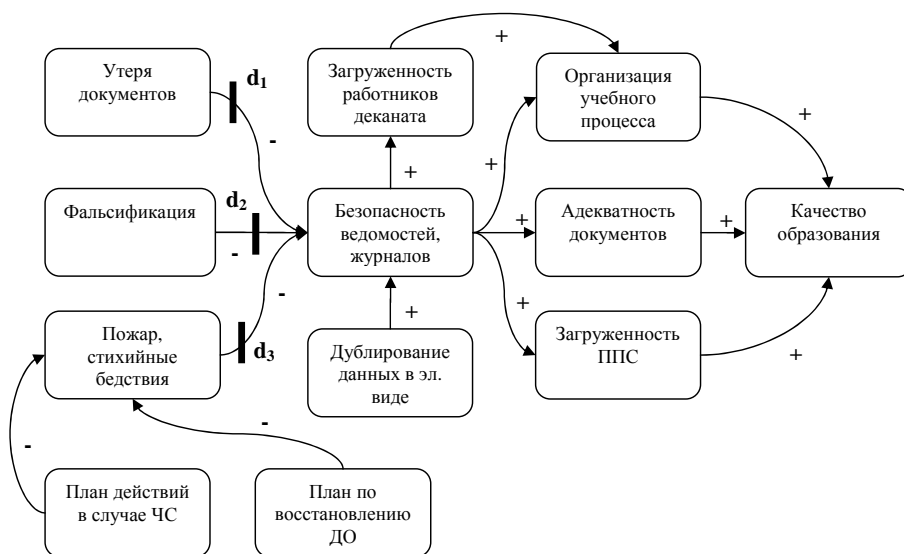 +
Утеря
документов
d₁
Загруженность
работников
деканата
Организация
учебного
процесса
+
-
+
+
Фальсификация
d₂
-
Безопасность
ведомостей,
журналов
+
Адекватность
документов
+
Качество
образования
-
+
Пожар,
стихийные
бедствия
d₃
+
Дублирование
данных в эл.
виде
Загруженность
ППС
+
-
-
План действий
в случае ЧС
План по
восстановлению
ДО